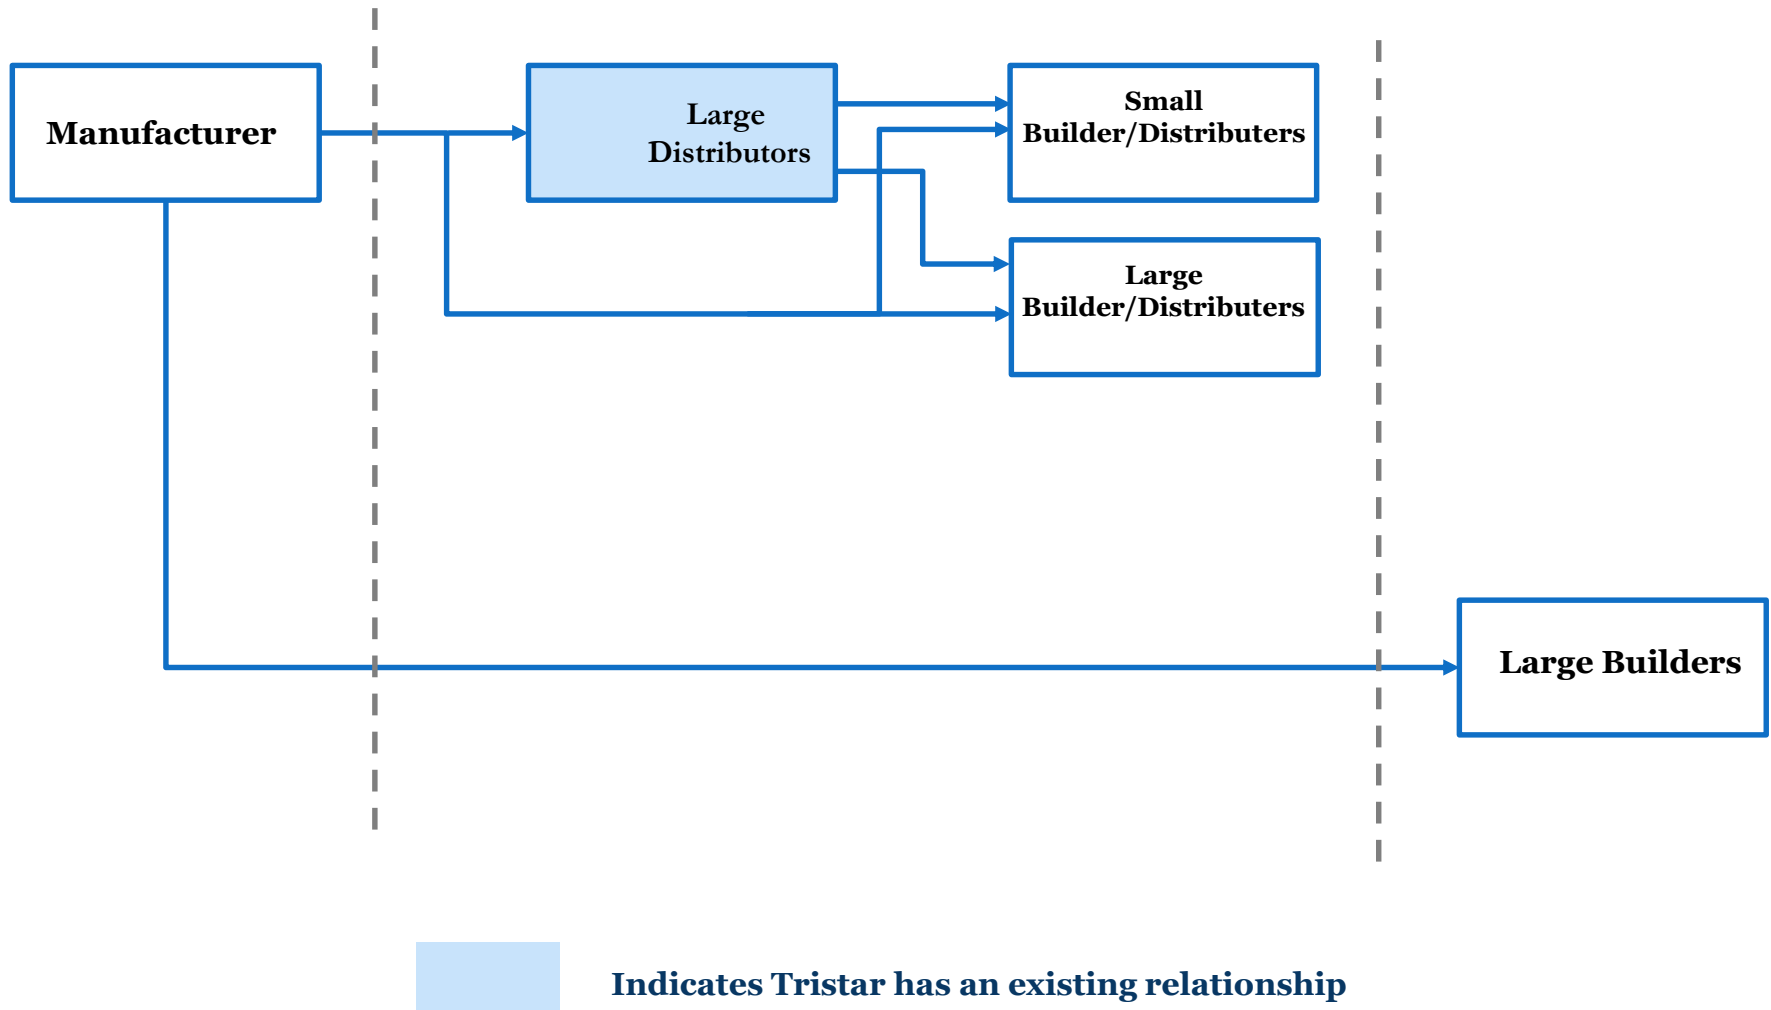 Manufacturer
Large
Distributors
Small
Builder/Distributers
Large
Builder/Distributers
Large Builders
Indicates Tristar has an existing relationship